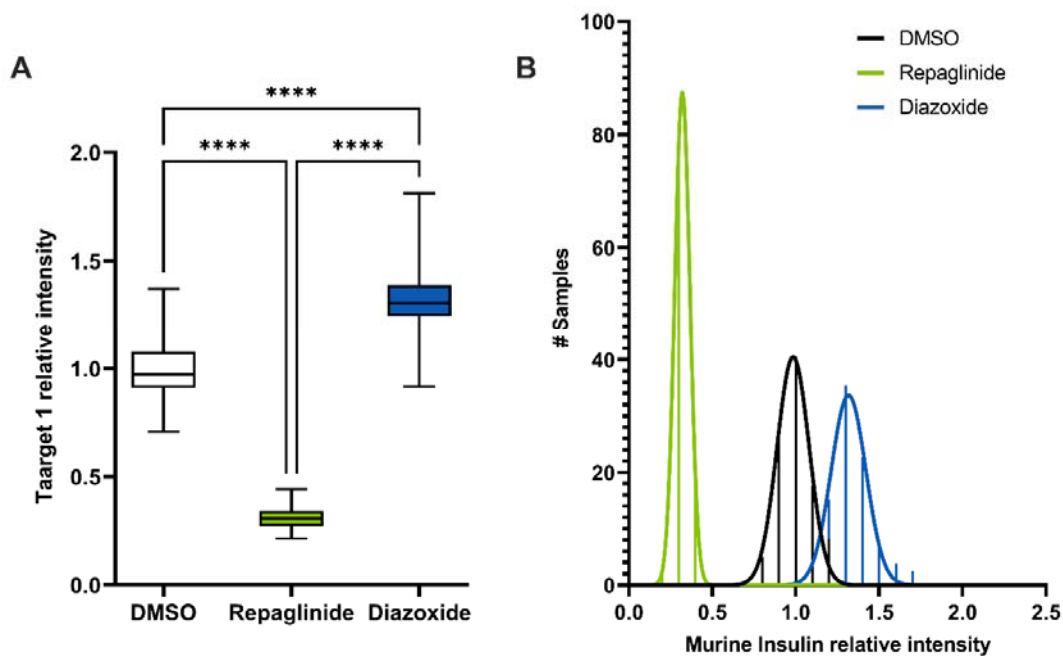 A
****
**** ****
Taarget 1 relative intensity
2.0
1.5
1.0
0.5
0.0
DMSO Repaglinide Diazoxide
B
DMSO
Repaglinide
Diazoxide
# Samples
100
80
60
40
20
0
0.0 0.5 1.0 1.5 2.0 2.5
Murine Insulin relative intensity